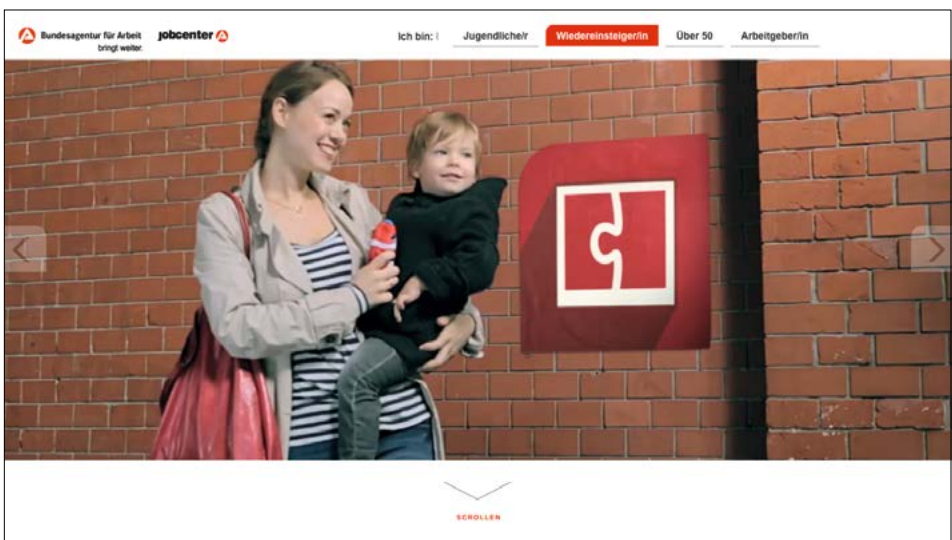 Bundesagentur für Arbeit
bringt weiter.
jobcenter
Ich bin:
Jugendliche/r
Wiedereinsteiger/in
Über 50
Arbeitgeber/in
SCROLLEN